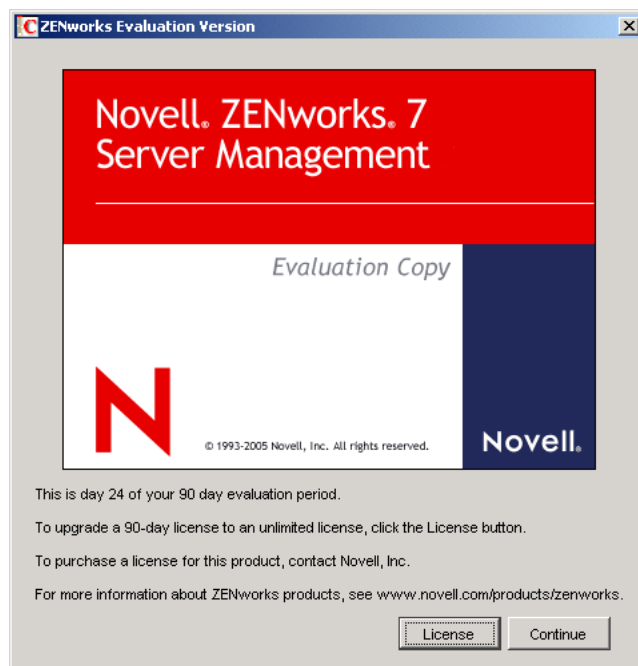 ZENworks Evaluation Version
Novell® ZENworks® 7
Server Management
Evaluation Copy
N
© 1993-2005 Novell, Inc. All rights reserved.
Novell®
This is day 24 of your 90 day evaluation period.
To upgrade a 90-day license to an unlimited license, click the License button.
To purchase a license for this product, contact Novell, Inc.
For more information about ZENworks products, see www.novell.com/products/zenworks.
License
Continue